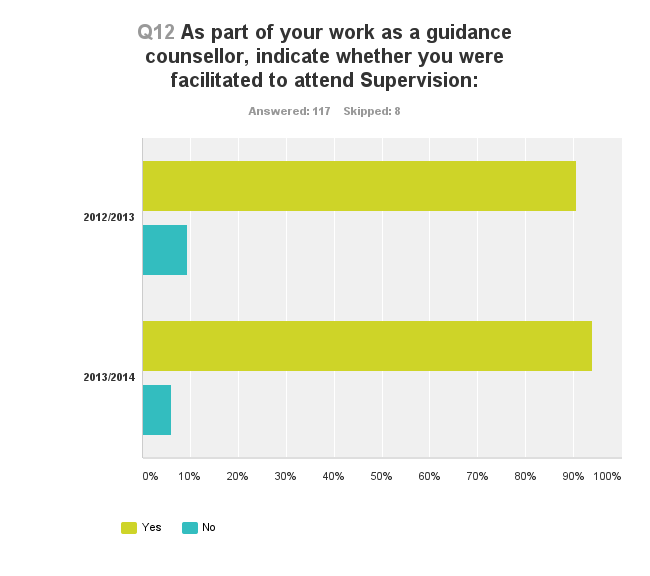 Q12 As part of your work as a guidance
counsellor, indicate whether you were
facilitated to attend Supervision:
Answered: 117 Skipped: 8
2012/2013
2013/2014
0% 10% 20% 30% 40% 50% 60% 70% 80% 90% 100%
Yes No